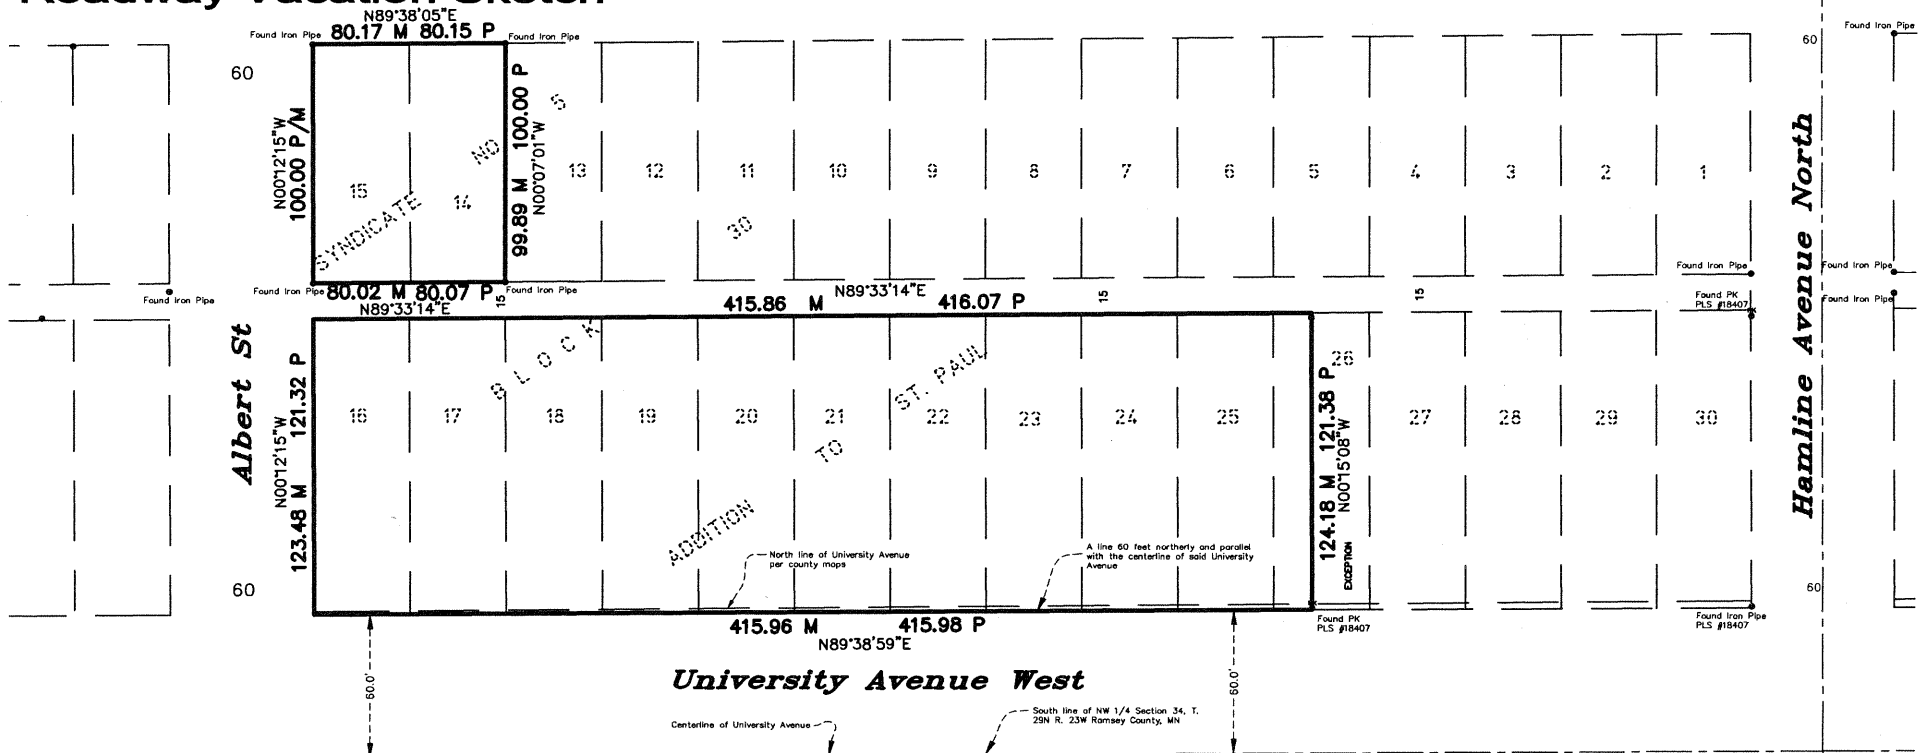 Roadway Vacation Sketch
N89°38'05"E
Found Iron Pipe
80.17 M 80.15 P
Found Iron Pipe
60
N00°12'15"W
100.00 P/M
99.89 M 100.00 P
N00°07'01"W
15
14
13
12
11
10
9
8
7
6
5
4
3
2
1
SYNDICATE
NO
5
30
60
Found Iron Pipe
Hamline Avenue North
Found Iron Pipe
Found Iron Pipe
Found Iron Pipe
Found PK
PLS #18407
Found Iron Pipe
Found Iron Pipe
80.02 M 80.07 P
Found Iron Pipe
N89°33'14"E
15
415.86 M
N89°33'14"E
416.07 P
15
15
Albert St
N00°12'15"W
123.48 M 121.32 P
BLOCK
ST. PAUL
TO
ADDITION
16
17
18
19
20
21
22
23
24
25
26
27
28
29
30
124.18 M 121.38 P
N00°15'08"W
EXCEPTION
North line of University Avenue
per county maps
A line 60 feet northerly and parallel
with the centerline of said University
Avenue
60
60
415.96 M 415.98 P
N89°38'59"E
Found PK
PLS #18407
Found Iron Pipe
PLS #18407
60.0'
60.0'
University Avenue West
Centerline of University Avenue
South line of NW 1/4 Section 34, T.
29N R. 23W Ramsey County, MN